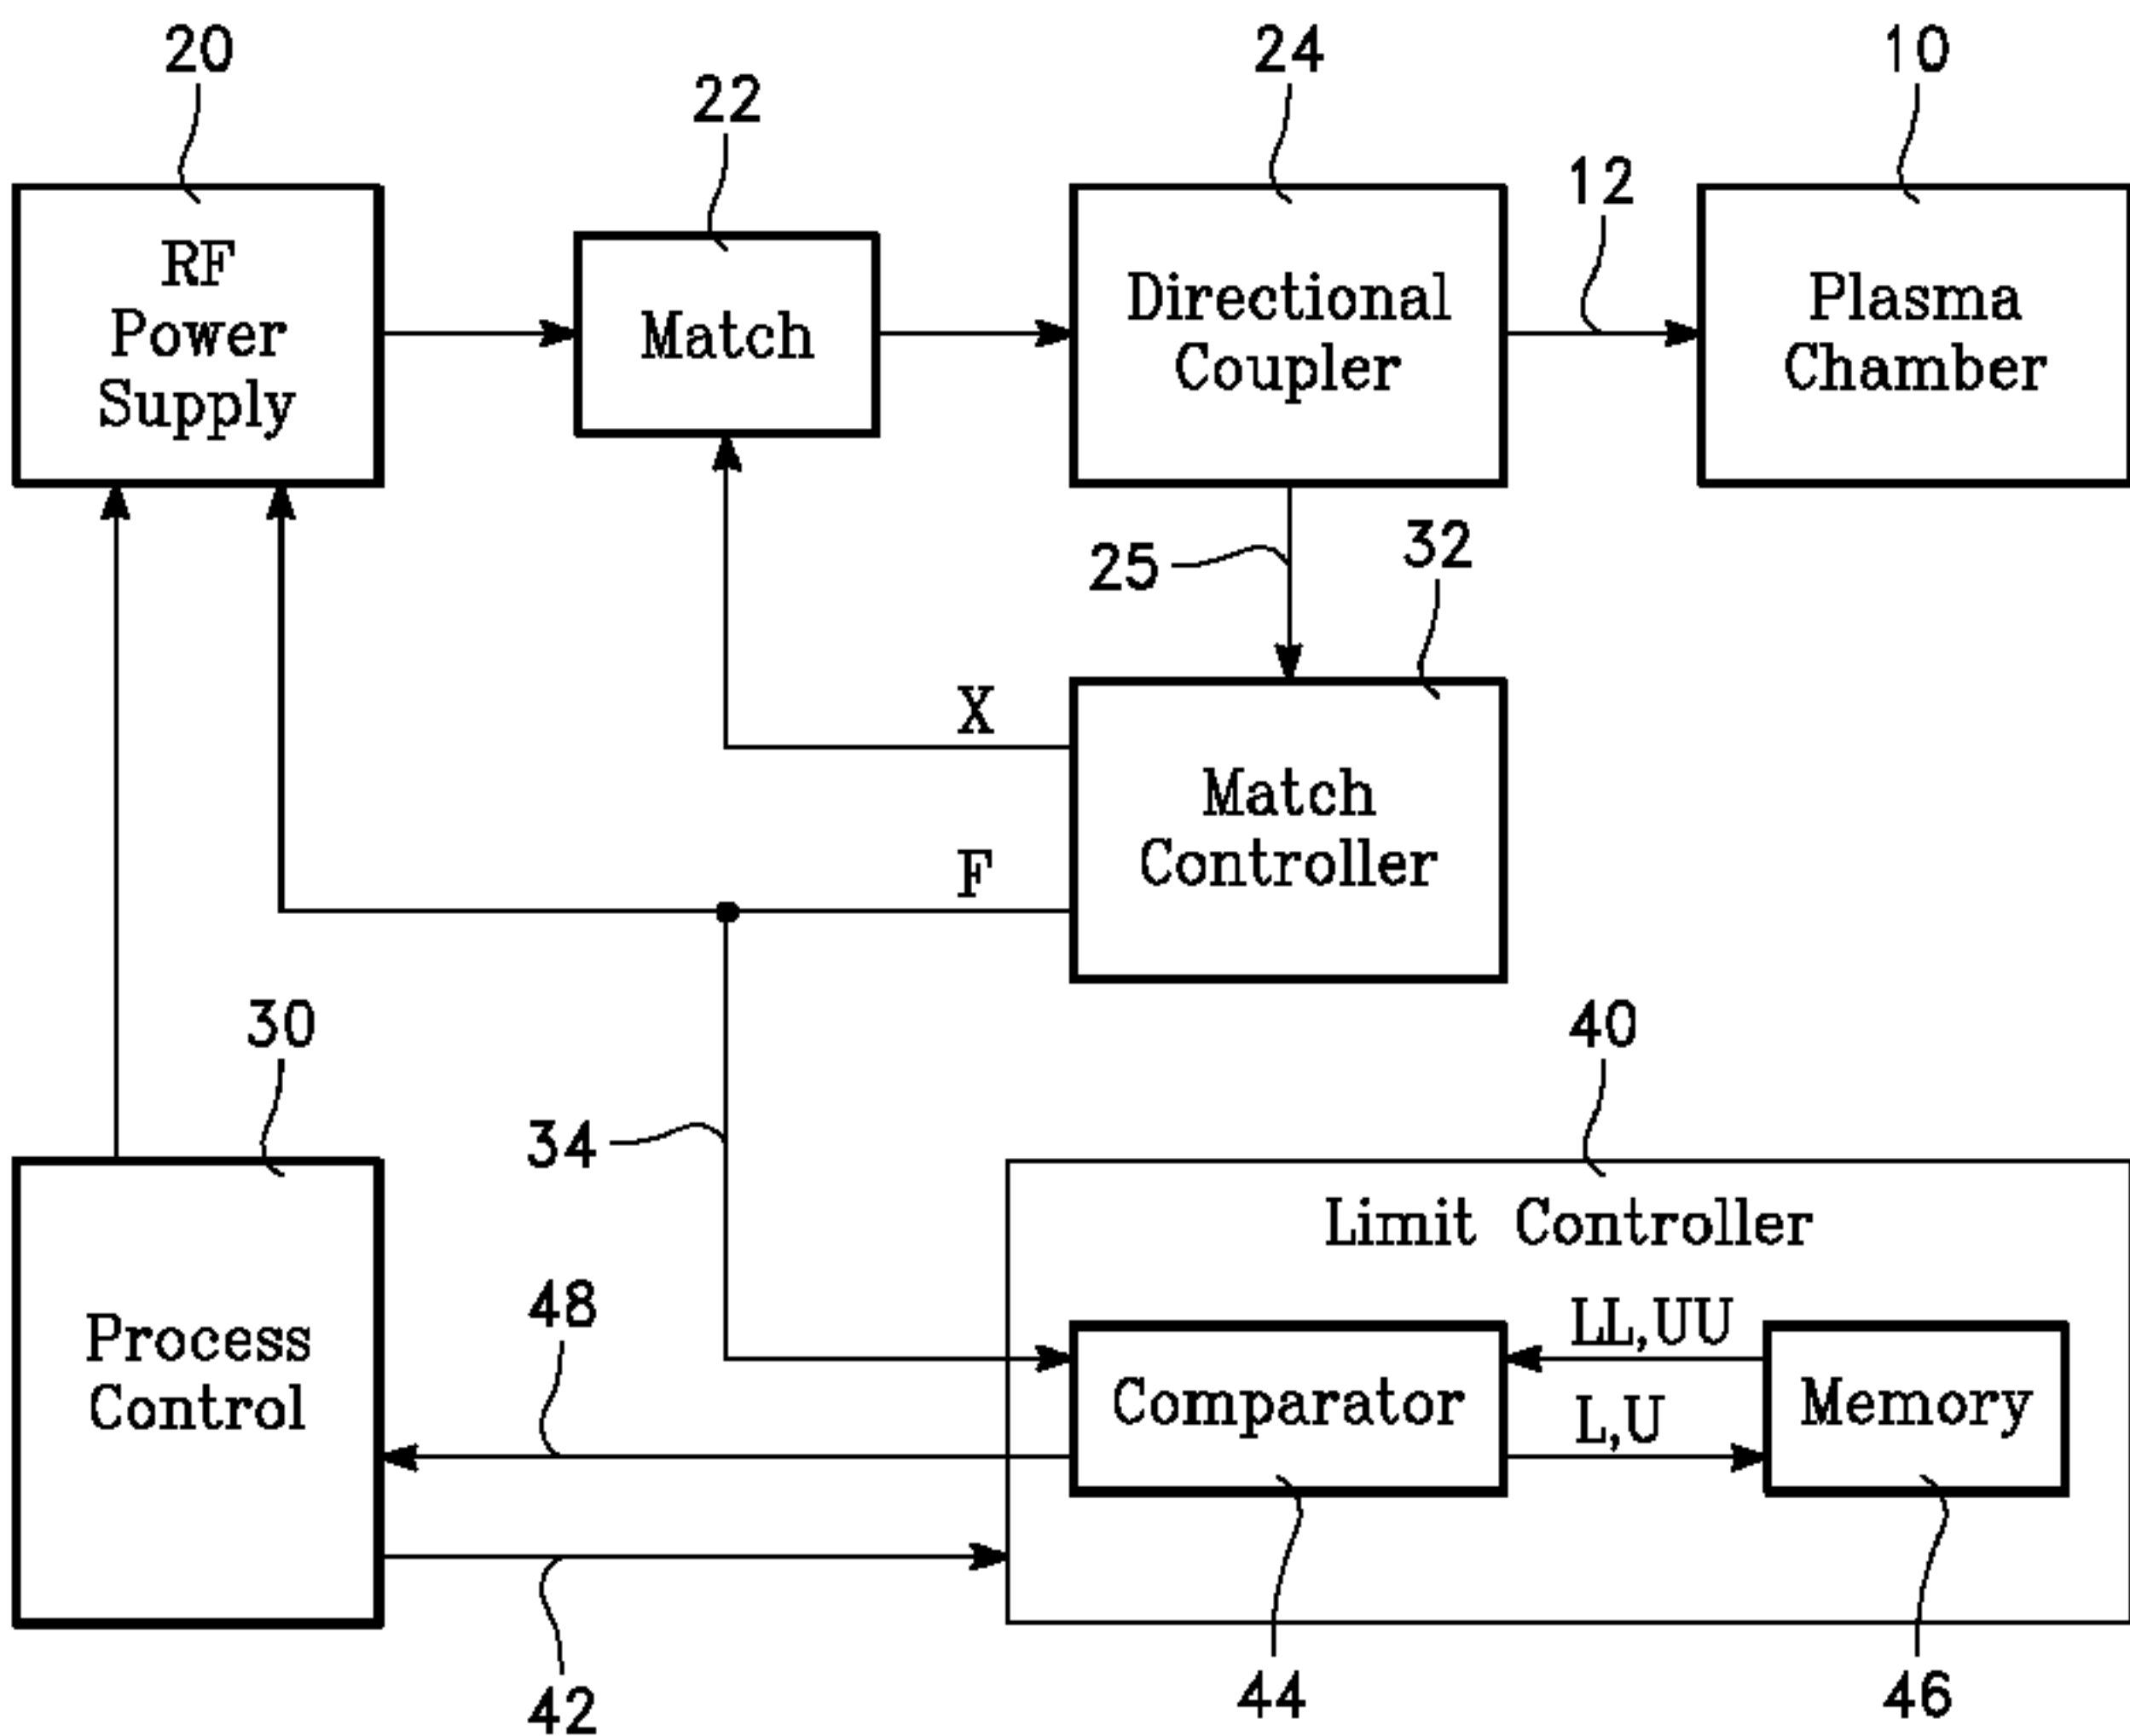 20
24
10
22
12
RF
Power
Supply
Match
Directional
Coupler
Plasma
Chamber
25
32
X
Match
Controller
F
30
40
34
Limit Controller
48
LL,UU
Process
Control
Comparator
L,U
Memory
42
44
46